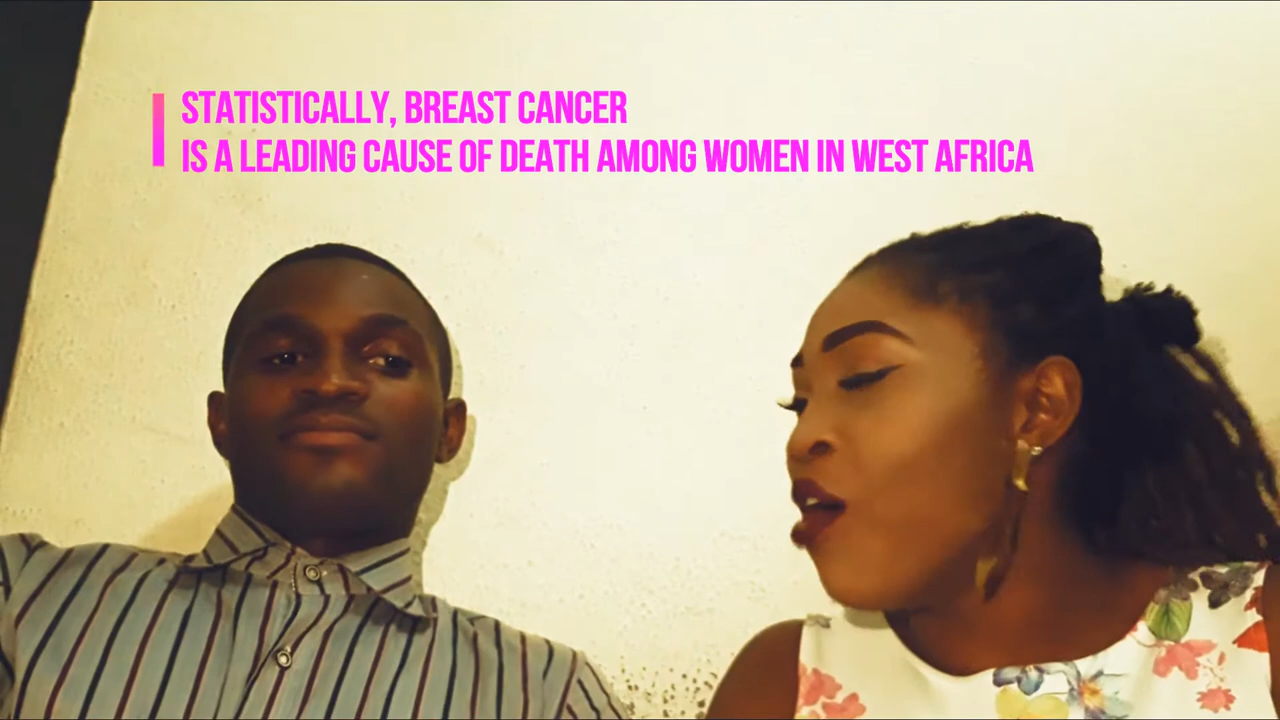 STATISTICALLY, BREAST CANCER
IS A LEADING CAUSE OF DEATH AMONG WOMEN IN WEST AFRICA